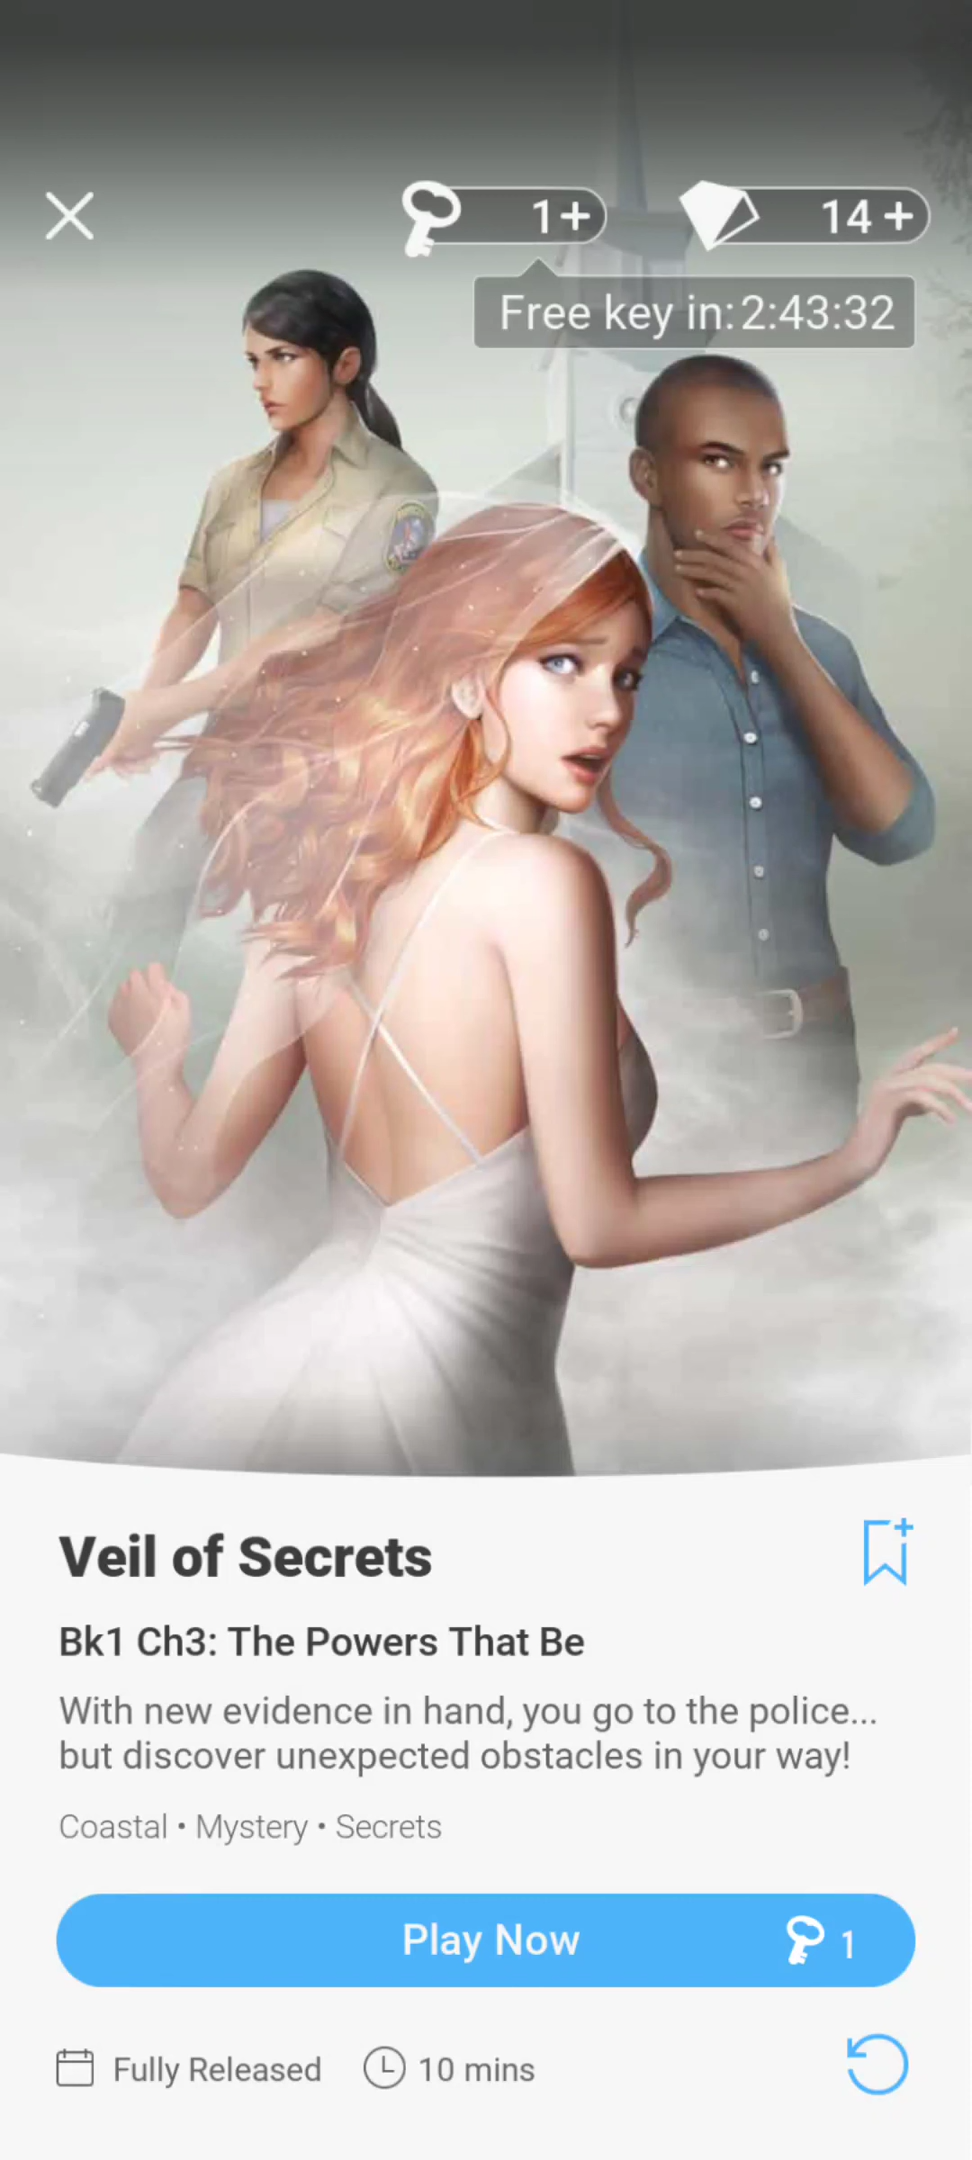 1+
14 +
Free key in: 2:43:32
Veil of Secrets
Bk1 Ch3: The Powers That Be
With new evidence in hand, you go to the police...
but discover unexpected obstacles in your way!
Coastal • Mystery • Secrets
Play Now 1
Fully Released 10 mins